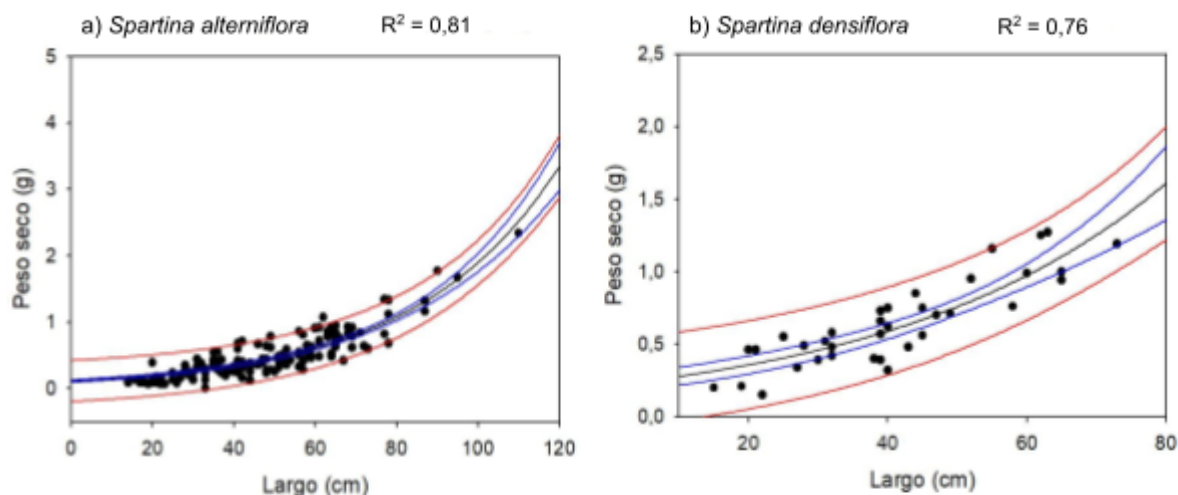 a) Spartina alterniflora R² = 0,81
5
4
3
2
1
0
Peso seco (g)
0 20 40 60 80 100 120
Largo (cm)
b) Spartina densiflora R² = 0,76
2,5
2,0
1,5
1,0
0,5
0,0
Peso seco (g)
20 40 60 80
Largo (cm)